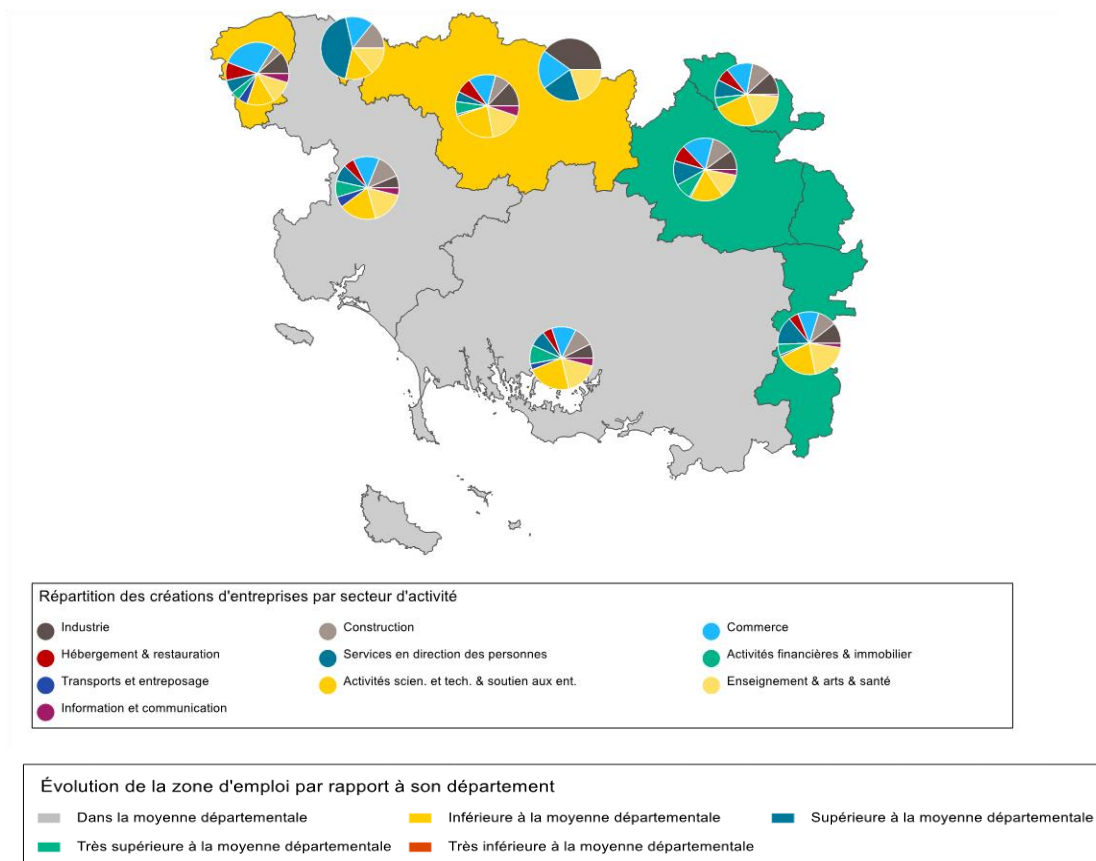 Répartition des créations d'entreprises par secteur d'activité
Industrie
Construction
Commerce
Hébergement & restauration
Services en direction des personnes
Activités financières & immobilier
Transports et entreposage
Activités scien. et tech. & soutien aux ent.
Enseignement & arts & santé
Information et communication
Évolution de la zone d'emploi par rapport à son département
Dans la moyenne départementale
Inférieure à la moyenne départementale
Supérieure à la moyenne départementale
Très supérieure à la moyenne départementale
Très inférieure à la moyenne départementale